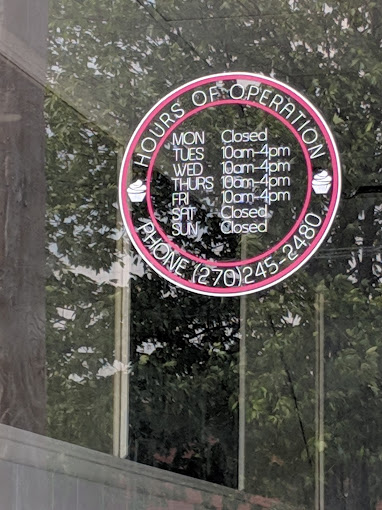 HOURS OF OPERATION
MON Closed
TUES 10am-4pm
WED 10am-4pm
THURS 10am-4pm
FRI 10am-4pm
SAT Closed
SUN Closed
PHONE (270)245-2480